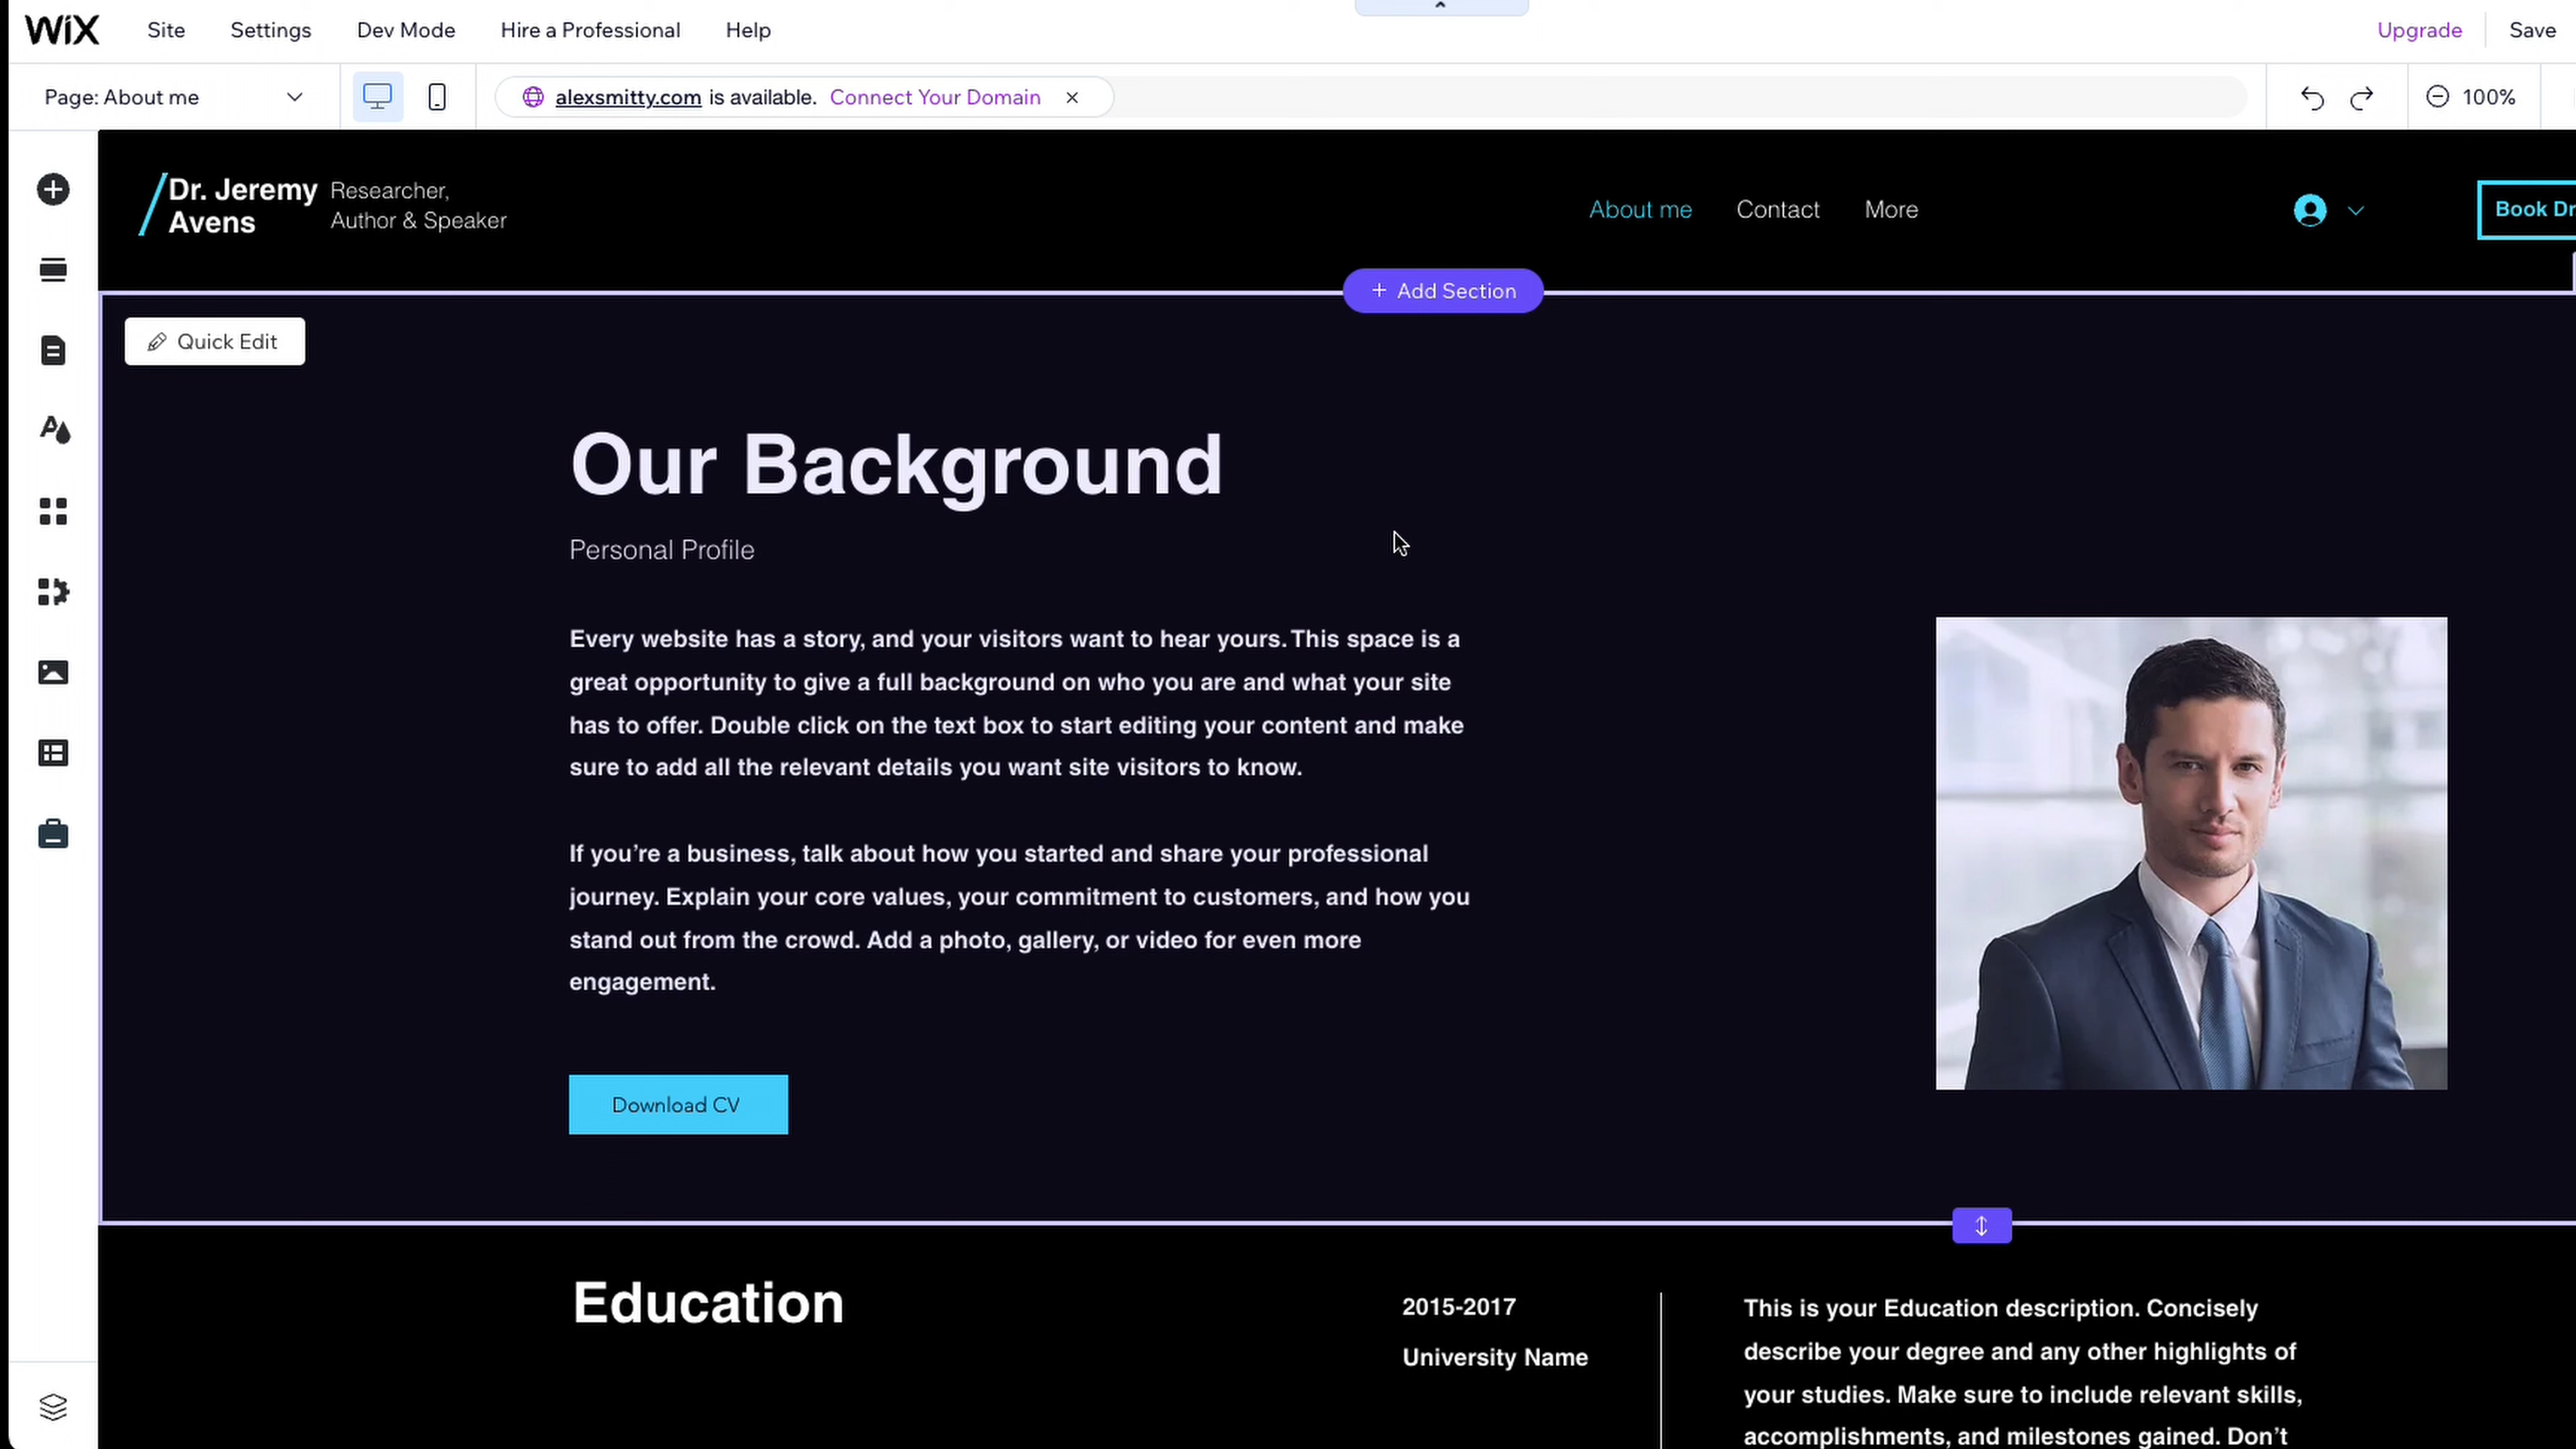 WiX Site Settings Dev Mode Hire a Professional Help Upgrade Save
Page: About me alexsmitty.com is available. Connect Your Domain 100%
Dr. Jeremy
Avens
Researcher,
Author & Speaker
About me Contact More
Book Dr
+ Add Section
Quick Edit
Our Background
Personal Profile
Every website has a story, and your visitors want to hear yours. This space is a
great opportunity to give a full background on who you are and what your site
has to offer. Double click on the text box to start editing your content and make
sure to add all the relevant details you want site visitors to know.
If you’re a business, talk about how you started and share your professional
journey. Explain your core values, your commitment to customers, and how you
stand out from the crowd. Add a photo, gallery, or video for even more
engagement.
Download CV
Education
2015-2017
University Name
This is your Education description. Concisely
describe your degree and any other highlights of
your studies. Make sure to include relevant skills,
accomplishments, and milestones gained. Don’t